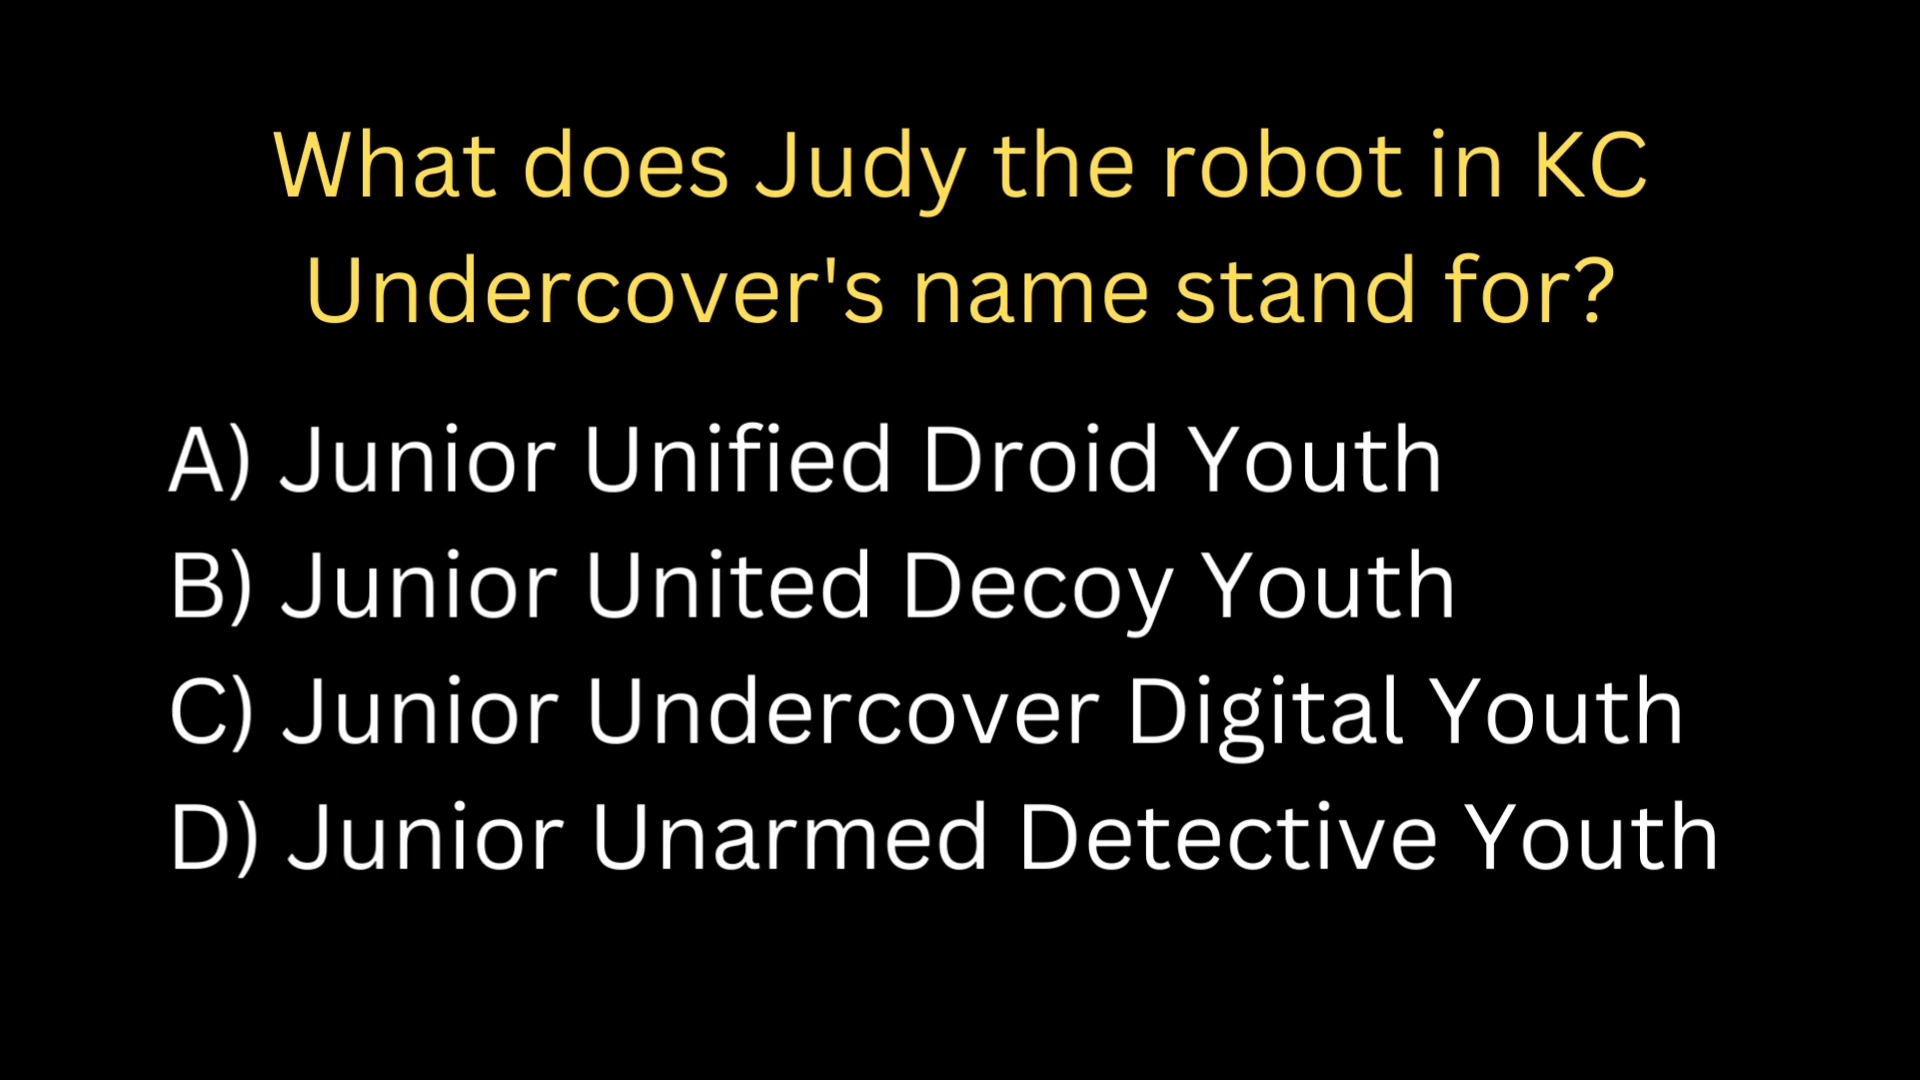 What does Judy the robot in KC
Undercover's name stand for?
A) Junior Unified Droid Youth
B) Junior United Decoy Youth
C) Junior Undercover Digital Youth
D) Junior Unarmed Detective Youth